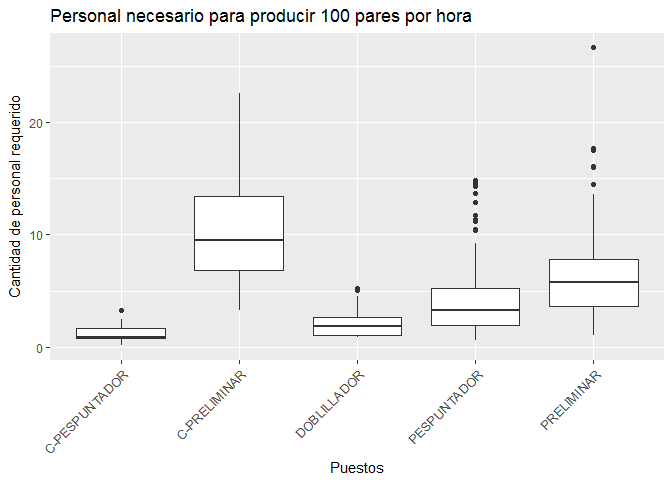 Personal necesario para producir 100 pares por hora
Cantidad de personal requerido
20
10
0
C-PESPUNTADOR
C-PRELIMINAR
DOBLILLADOR
PESPUNTADOR
PRELIMINAR
Puestos